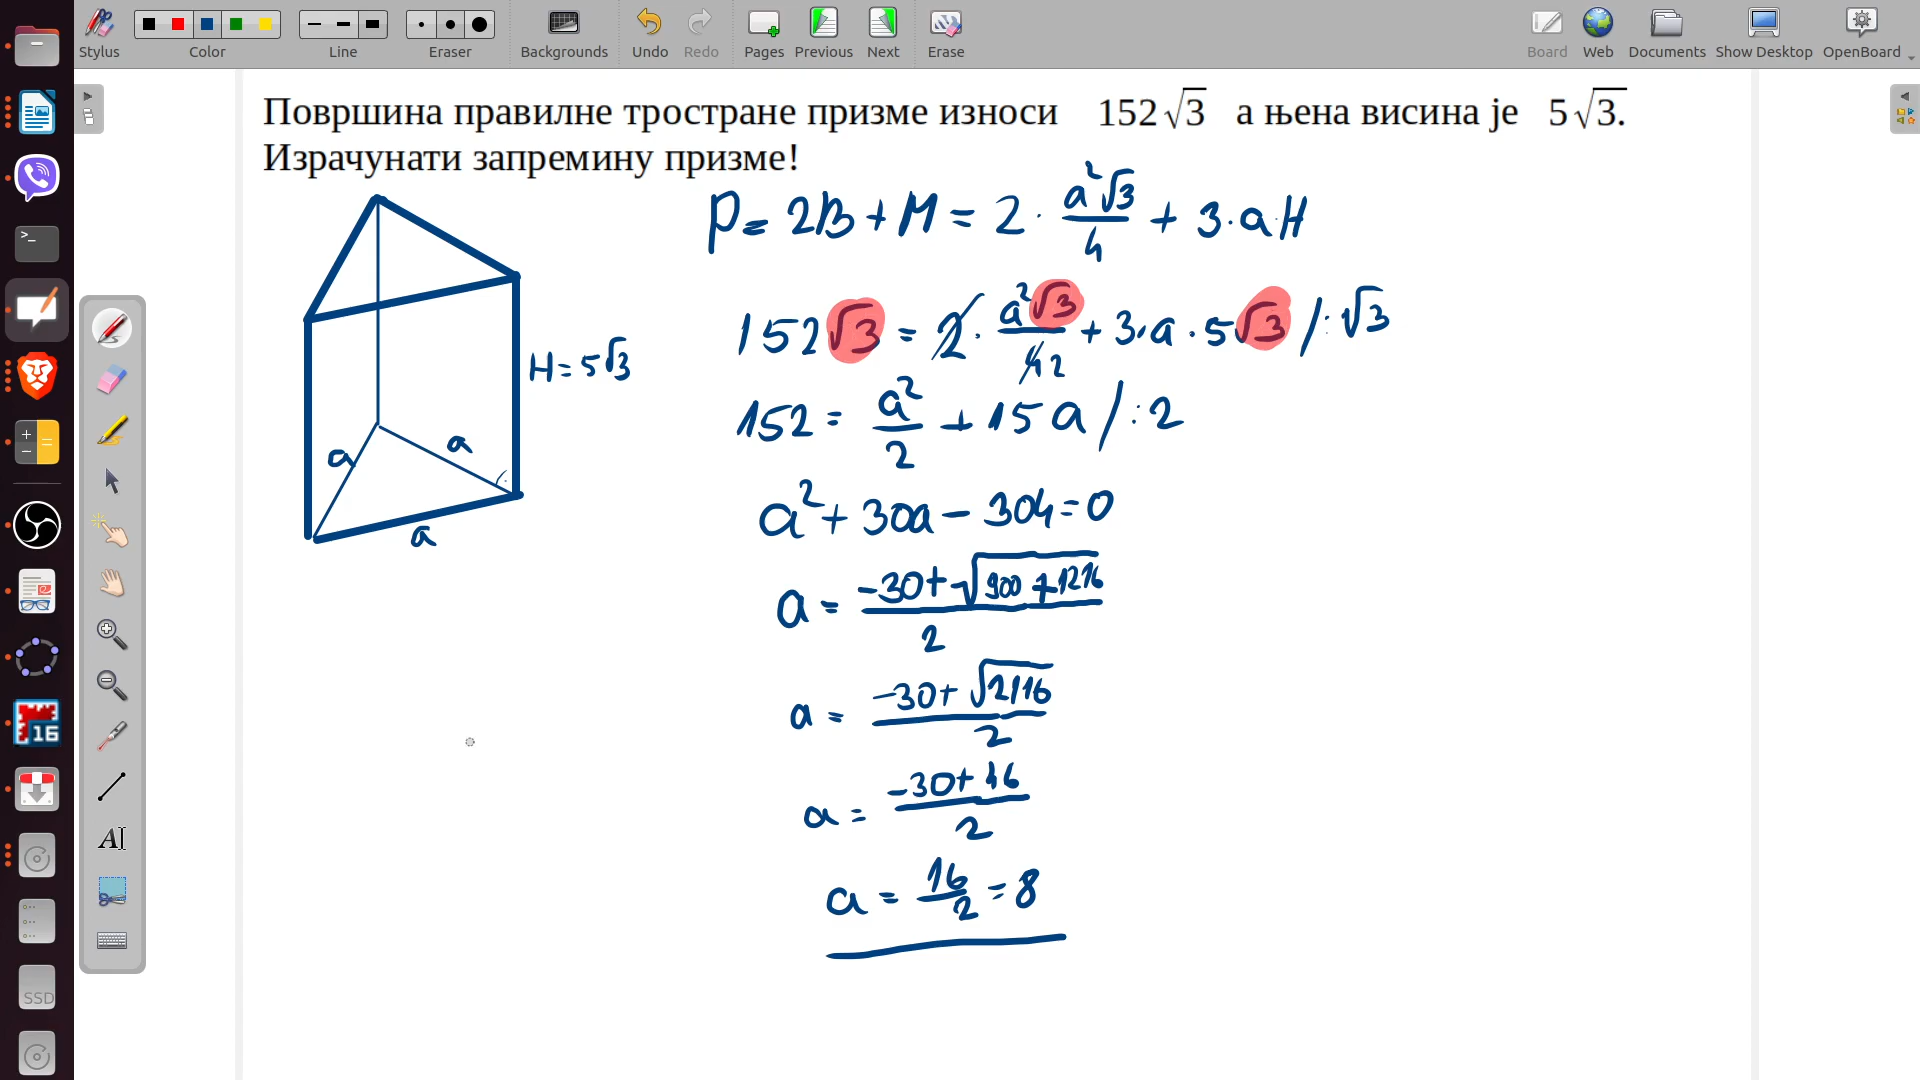 Stylus Color Line Eraser Backgrounds Undo Redo Pages Previous Next Erase Board Web Documents Show Desktop OpenBoard
Површина правилне тростране призме износи 152√3 а њена висина је 5√3.
Израчунати запремину призме!
P = 2B + M = 2 · a²√3/4 + 3·a·H
152√3 = 2 · a²√3/4 2 + 3·a·5√3 / :√3
H = 5√3
152 = a²/2 + 15a / :2
a
a
a
a² + 30a − 304 = 0
a = −30+√900+1216/2
a = −30+√2116/2
a = −30+46/2
a = 16/2 = 8
>_
16
AI
SSD